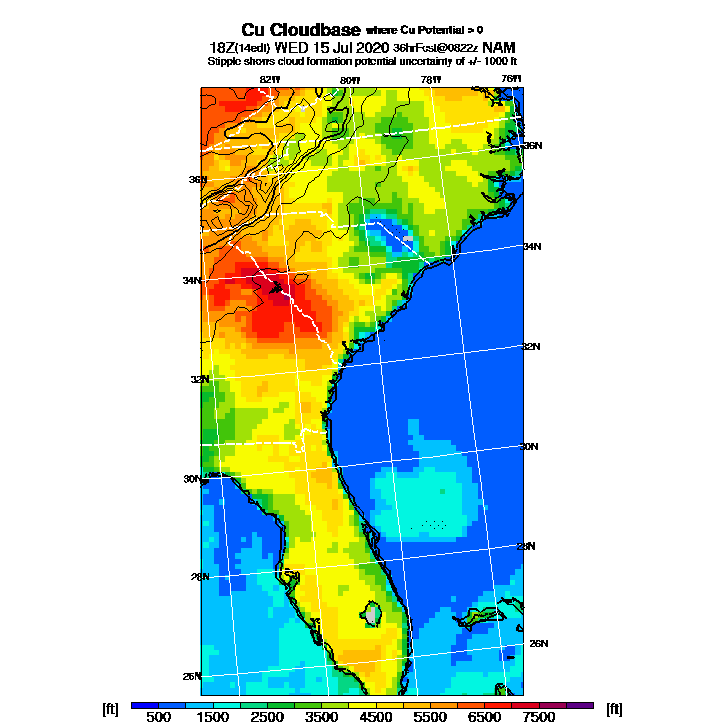 Cu Cloudbase where Cu Potential > 0
18Z(14edt) WED 15 Jul 2020 36hrFcst@0822z NAM
Stipple shows cloud formation potential uncertainty of +/- 1000 ft
82W 80W 78W 76W
36N
36N
34N
34N
32N
32N
30N
30N
28N
28N
26N
26N
[ft] 500 1500 2500 3500 4500 5500 6500 7500 [ft]